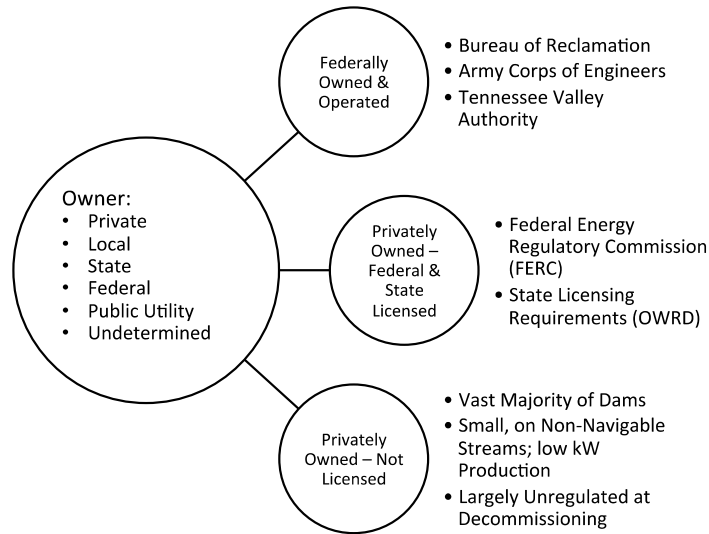 Owner:
• Private
• Local
• State
• Federal
• Public Utility
• Undetermined
Federally
Owned &
Operated
• Bureau of Reclamation
• Army Corps of Engineers
• Tennessee Valley
Authority
Privately
Owned –
Federal &
State
Licensed
• Federal Energy
Regulatory Commission
(FERC)
• State Licensing
Requirements (OWRD)
Privately
Owned – Not
Licensed
• Vast Majority of Dams
• Small, on Non-Navigable
Streams; low kW
Production
• Largely Unregulated at
Decommissioning